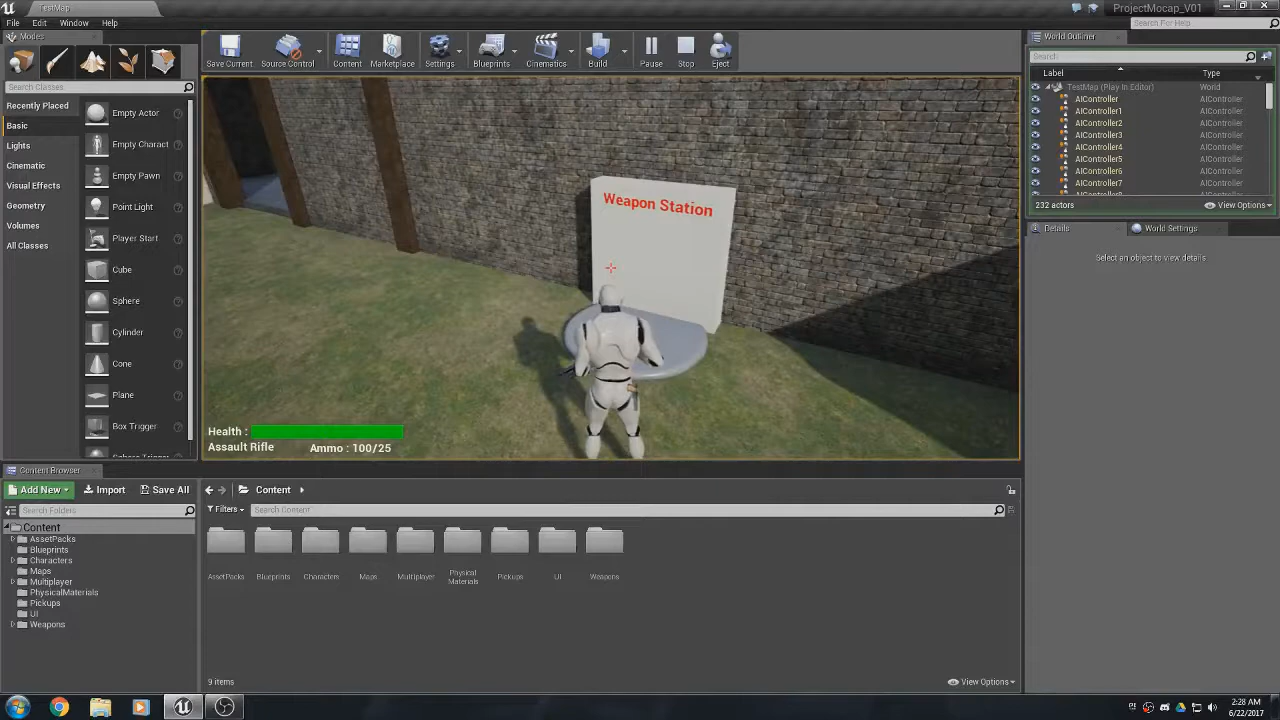 TestMap
ProjectMocap_V01
File Edit Window Help
Search For Help
Modes
Search Classes
Recently Placed
Basic
Lights
Cinematic
Visual Effects
Geometry
Volumes
All Classes
Empty Actor
Empty Charact
Empty Pawn
Point Light
Player Start
Cube
Sphere
Cylinder
Cone
Plane
Box Trigger
Save Current Source Control Content Marketplace Settings Blueprints Cinematics Build Pause Stop Eject
Weapon Station
Health :
Assault Rifle Ammo : 100/25
World Outliner
Search
Label Type
TestMap (Play In Editor) World
AIController AIController
AIController1 AIController
AIController2 AIController
AIController3 AIController
AIController4 AIController
AIController5 AIController
AIController6 AIController
AIController7 AIController
232 actors View Options
Details World Settings
Select an object to view details
Content Browser
Add New Import Save All Content
Search Folders
Filters Search Content
Content
AssetPacks
Blueprints
Characters
Maps
Multiplayer
PhysicalMaterials
Pickups
UI
Weapons
AssetPacks Blueprints Characters Maps Multiplayer Physical Materials Pickups UI Weapons
9 items View Options
2:28 AM
6/22/2017